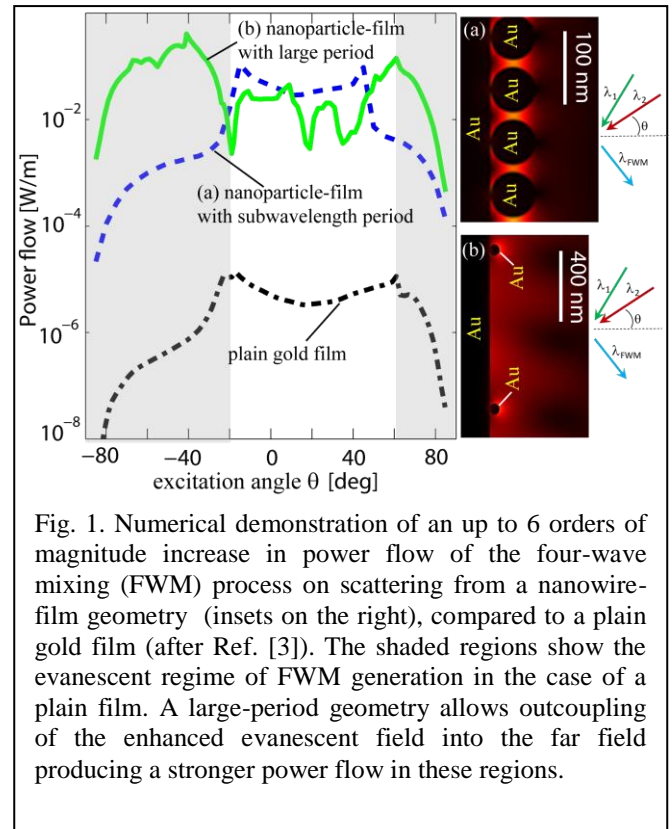 (b) nanoparticle-film
with large period
10⁻²
(a) nanoparticle-film
with subwavelength period
10⁻⁴
Power flow [W/m]
10⁻⁶
plain gold film
10⁻⁸
−80
−40
0
40
80
excitation angle θ [deg]
(a)
Au
Au
Au
Au
Au
100 nm
λ₁
λ₂
θ
λFWM
(b)
Au
Au
Au
400 nm
λ₁
λ₂
θ
λFWM
Fig. 1. Numerical demonstration of an up to 6 orders of
magnitude increase in power flow of the four-wave
mixing (FWM) process on scattering from a nanowire-
film geometry (insets on the right), compared to a plain
gold film (after Ref. [3]). The shaded regions show the
evanescent regime of FWM generation in the case of a
plain film. A large-period geometry allows outcoupling
of the enhanced evanescent field into the far field
producing a stronger power flow in these regions.